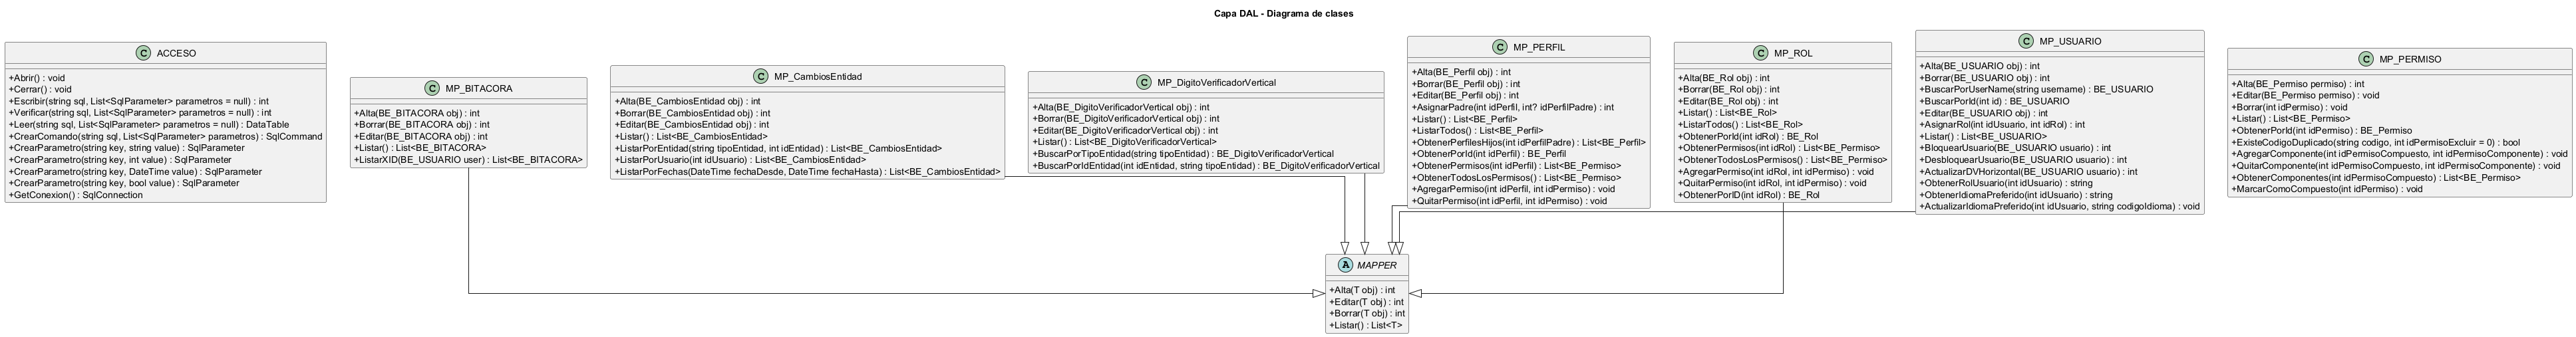 Capa DAL - Diagrama de clases
C ACCESO
+Abrir() : void
+Cerrar() : void
+Escribir(string sql, List<SqlParameter> parametros = null) : int
+Verificar(string sql, List<SqlParameter> parametros = null) : int
+Leer(string sql, List<SqlParameter> parametros = null) : DataTable
+CrearComando(string sql, List<SqlParameter> parametros) : SqlCommand
+CrearParametro(string key, string value) : SqlParameter
+CrearParametro(string key, int value) : SqlParameter
+CrearParametro(string key, DateTime value) : SqlParameter
+CrearParametro(string key, bool value) : SqlParameter
+GetConexion() : SqlConnection
C MP_BITACORA
+Alta(BE_BITACORA obj) : int
+Borrar(BE_BITACORA obj) : int
+Editar(BE_BITACORA obj) : int
+Listar() : List<BE_BITACORA>
+ListarXID(BE_USUARIO user) : List<BE_BITACORA>
C MP_CambiosEntidad
+Alta(BE_CambiosEntidad obj) : int
+Borrar(BE_CambiosEntidad obj) : int
+Editar(BE_CambiosEntidad obj) : int
+Listar() : List<BE_CambiosEntidad>
+ListarPorEntidad(string tipoEntidad, int idEntidad) : List<BE_CambiosEntidad>
+ListarPorUsuario(int idUsuario) : List<BE_CambiosEntidad>
+ListarPorFechas(DateTime fechaDesde, DateTime fechaHasta) : List<BE_CambiosEntidad>
C MP_DigitoVerificadorVertical
+Alta(BE_DigitoVerificadorVertical obj) : int
+Borrar(BE_DigitoVerificadorVertical obj) : int
+Editar(BE_DigitoVerificadorVertical obj) : int
+Listar() : List<BE_DigitoVerificadorVertical>
+BuscarPorTipoEntidad(string tipoEntidad) : BE_DigitoVerificadorVertical
+BuscarPorIdEntidad(int idEntidad, string tipoEntidad) : BE_DigitoVerificadorVertical
C MP_PERFIL
+Alta(BE_Perfil obj) : int
+Borrar(BE_Perfil obj) : int
+Editar(BE_Perfil obj) : int
+AsignarPadre(int idPerfil, int? idPerfilPadre) : int
+Listar() : List<BE_Perfil>
+ListarTodos() : List<BE_Perfil>
+ObtenerPerfilesHijos(int idPerfilPadre) : List<BE_Perfil>
+ObtenerPorId(int idPerfil) : BE_Perfil
+ObtenerPermisos(int idPerfil) : List<BE_Permiso>
+ObtenerTodosLosPermisos() : List<BE_Permiso>
+AgregarPermiso(int idPerfil, int idPermiso) : void
+QuitarPermiso(int idPerfil, int idPermiso) : void
C MP_ROL
+Alta(BE_Rol obj) : int
+Borrar(BE_Rol obj) : int
+Editar(BE_Rol obj) : int
+Listar() : List<BE_Rol>
+ListarTodos() : List<BE_Rol>
+ObtenerPorId(int idRol) : BE_Rol
+ObtenerPermisos(int idRol) : List<BE_Permiso>
+ObtenerTodosLosPermisos() : List<BE_Permiso>
+AgregarPermiso(int idRol, int idPermiso) : void
+QuitarPermiso(int idRol, int idPermiso) : void
+ObtenerPorID(int idRol) : BE_Rol
C MP_USUARIO
+Alta(BE_USUARIO obj) : int
+Borrar(BE_USUARIO obj) : int
+BuscarPorUserName(string username) : BE_USUARIO
+BuscarPorId(int id) : BE_USUARIO
+Editar(BE_USUARIO obj) : int
+AsignarRol(int idUsuario, int idRol) : int
+Listar() : List<BE_USUARIO>
+BloquearUsuario(BE_USUARIO usuario) : int
+DesbloquearUsuario(BE_USUARIO usuario) : int
+ActualizarDVHorizontal(BE_USUARIO usuario) : int
+ObtenerRolUsuario(int idUsuario) : string
+ObtenerIdiomaPreferido(int idUsuario) : string
+ActualizarIdiomaPreferido(int idUsuario, string codigoIdioma) : void
C MP_PERMISO
+Alta(BE_Permiso permiso) : int
+Editar(BE_Permiso permiso) : void
+Borrar(int idPermiso) : void
+Listar() : List<BE_Permiso>
+ObtenerPorId(int idPermiso) : BE_Permiso
+ExisteCodigoDuplicado(string codigo, int idPermisoExcluir = 0) : bool
+AgregarComponente(int idPermisoCompuesto, int idPermisoComponente) : void
+QuitarComponente(int idPermisoCompuesto, int idPermisoComponente) : void
+ObtenerComponentes(int idPermisoCompuesto) : List<BE_Permiso>
+MarcarComoCompuesto(int idPermiso) : void
A MAPPER
+Alta(T obj) : int
+Editar(T obj) : int
+Borrar(T obj) : int
+Listar() : List<T>